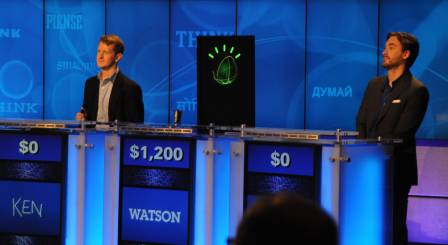 PIENSE
THINK
THINK
ДУМАЙ
$0
$1,200
$0
KEN
WATSON